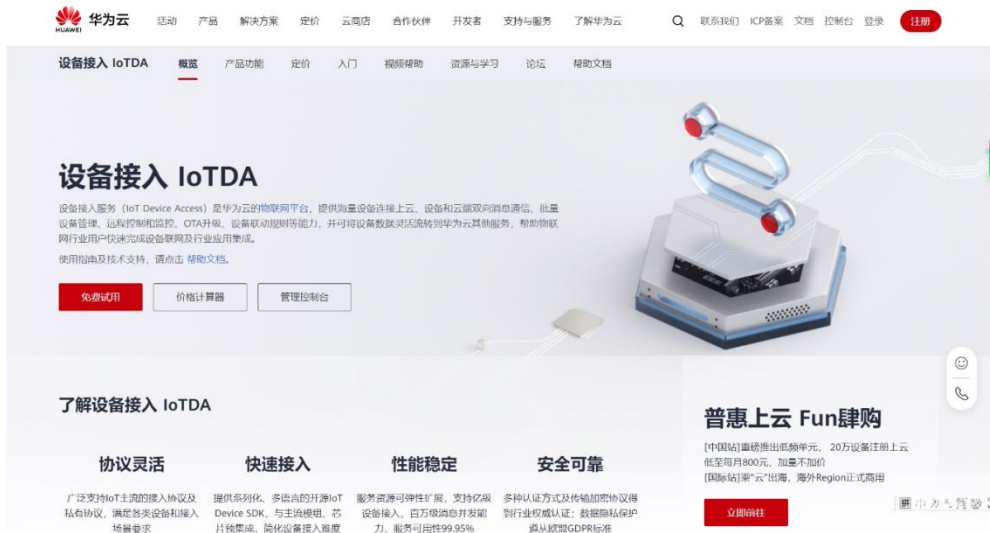 HUAWEI
华为云 活动 产品 解决方案 定价 云商店 合作伙伴 开发者 支持与服务 了解华为云 联系我们 ICP备案 文档 控制台 登录 注册
设备接入 IoTDA 概览 产品功能 定价 入门 视频帮助 资源与学习 论坛 帮助文档
设备接入 IoTDA
设备接入服务（IoT Device Access）是华为云的物联网平台，提供海量设备连接上云、设备和云端双向消息通信、批量
设备管理、远程控制和监控、OTA升级、设备联动规则等能力，并可将设备数据灵活流转到华为云其他服务，帮助物联
网行业用户快速完成设备联网及行业应用集成。
使用指南及技术支持，请点击 帮助文档。
免费试用 价格计算器 管理控制台
了解设备接入 IoTDA
协议灵活
广泛支持IoT主流的接入协议及
私有协议，满足各类设备和接入
场景要求
快速接入
提供系列化、多语言的开源IoT
Device SDK，与主流模组、芯
片预集成，简化设备接入难度
性能稳定
服务资源可弹性扩展，支持亿级
设备接入、百万级消息并发能
力，服务可用性99.95%
安全可靠
多种认证方式及传输加密协议得
到行业权威认证；数据隐私保护
遵从欧盟GDPR标准
普惠上云 Fun肆购
[中国站]重磅推出低频单元， 20万设备注册上云
低至每月800元，加量不加价
[国际站]乘“云”出海，海外Region正式商用
立即前往